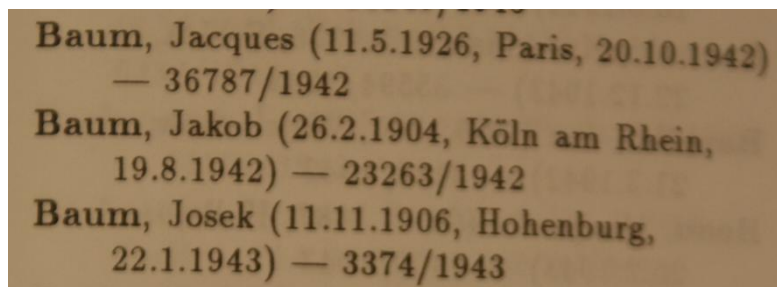 Baum, Jacques (11.5.1926, Paris, 20.10.1942)
— 36787/1942
Baum, Jakob (26.2.1904, Köln am Rhein,
19.8.1942) — 23263/1942
Baum, Josek (11.11.1906, Hohenburg,
22.1.1943) — 3374/1943